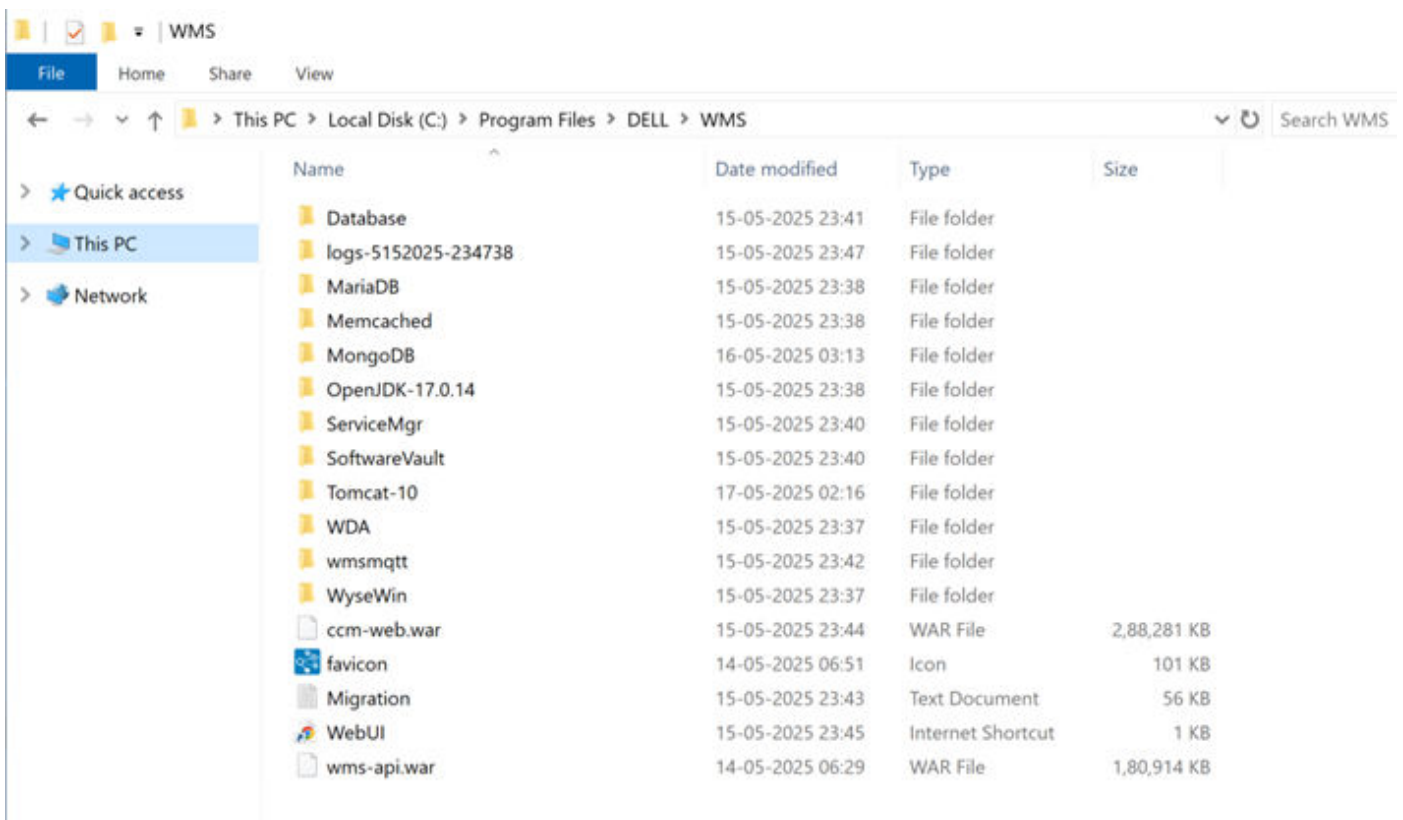 WMS
File Home Share View
This PC > Local Disk (C:) > Program Files > DELL > WMS Search WMS
Quick access
This PC
Network
Name Date modified Type Size
Database 15-05-2025 23:41 File folder
logs-5152025-234738 15-05-2025 23:47 File folder
MariaDB 15-05-2025 23:38 File folder
Memcached 15-05-2025 23:38 File folder
MongoDB 16-05-2025 03:13 File folder
OpenJDK-17.0.14 15-05-2025 23:38 File folder
ServiceMgr 15-05-2025 23:40 File folder
SoftwareVault 15-05-2025 23:40 File folder
Tomcat-10 17-05-2025 02:16 File folder
WDA 15-05-2025 23:37 File folder
wmsmqtt 15-05-2025 23:42 File folder
WyseWin 15-05-2025 23:37 File folder
ccm-web.war 15-05-2025 23:44 WAR File 2,88,281 KB
favicon 14-05-2025 06:51 Icon 101 KB
Migration 15-05-2025 23:43 Text Document 56 KB
WebUI 15-05-2025 23:45 Internet Shortcut 1 KB
wms-api.war 14-05-2025 06:29 WAR File 1,80,914 KB